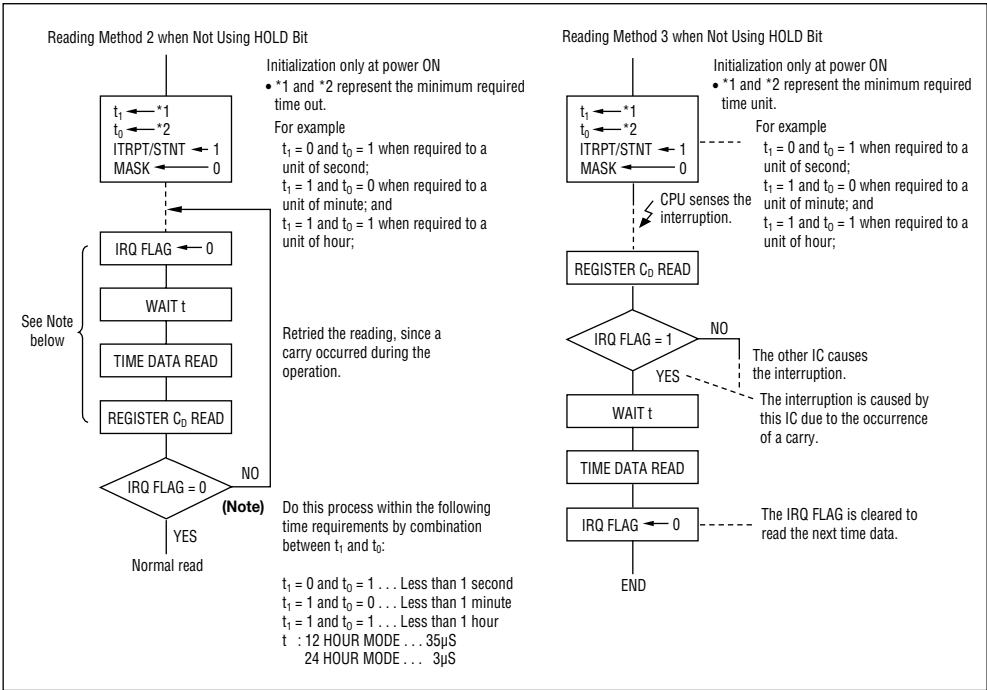 Reading Method 2 when Not Using HOLD Bit
Initialization only at power ON
• *1 and *2 represent the minimum required
time out.
For example
t₁ = 0 and t₀ = 1 when required to a
unit of second;
t₁ = 1 and t₀ = 0 when required to a
unit of minute; and
t₁ = 1 and t₀ = 1 when required to a
unit of hour;
t₁ ← *1
t₀ ← *2
ITRPT/STNT ← 1
MASK ← 0
IRQ FLAG ← 0
WAIT t
TIME DATA READ
REGISTER C_D READ
See Note
below
Retried the reading, since a
carry occurred during the
operation.
IRQ FLAG = 0
NO
YES
Normal read
(Note) Do this process within the following
time requirements by combination
between t₁ and t₀:
t₁ = 0 and t₀ = 1 . . . Less than 1 second
t₁ = 1 and t₀ = 0 . . . Less than 1 minute
t₁ = 1 and t₀ = 1 . . . Less than 1 hour
t : 12 HOUR MODE . . . 35µS
24 HOUR MODE . . . 3µS
Reading Method 3 when Not Using HOLD Bit
Initialization only at power ON
• *1 and *2 represent the minimum required
time unit.
For example
t₁ = 0 and t₀ = 1 when required to a
unit of second;
t₁ = 1 and t₀ = 0 when required to a
unit of minute; and
t₁ = 1 and t₀ = 1 when required to a
unit of hour;
t₁ ← *1
t₀ ← *2
ITRPT/STNT ← 1
MASK ← 0
CPU senses the
interruption.
REGISTER C_D READ
IRQ FLAG = 1
NO
The other IC causes
the interruption.
YES
The interruption is caused by
this IC due to the occurrence
of a carry.
WAIT t
TIME DATA READ
IRQ FLAG ← 0
The IRQ FLAG is cleared to
read the next time data.
END